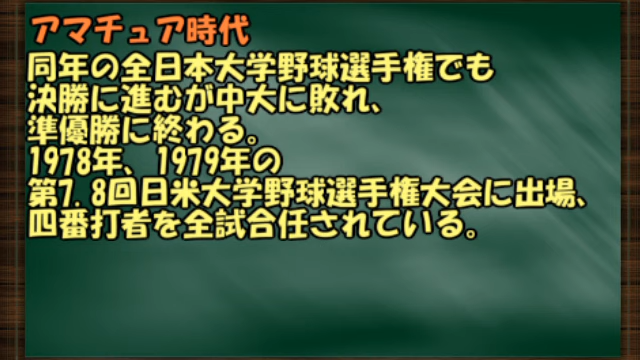 アマチュア時代
同年の全日本大学野球選手権でも
決勝に進むが中大に敗れ、
準優勝に終わる。
1978年、1979年の
第7.8回日米大学野球選手権大会に出場、
四番打者を全試合任されている。